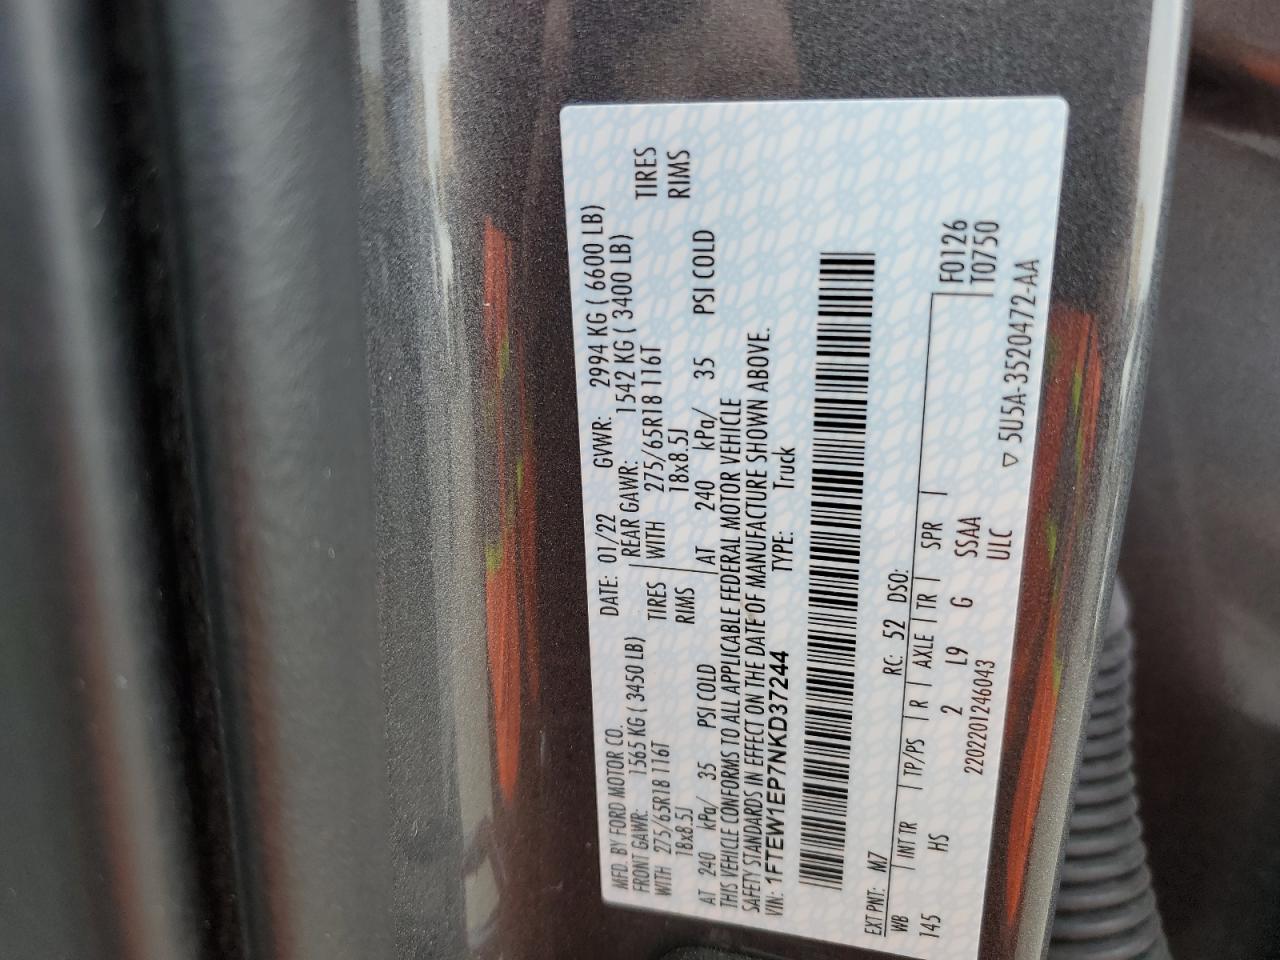 MFD. BY FORD MOTOR CO.
DATE: 01/22 GVWR: 2994 KG ( 6600 LB)
FRONT GAWR: 1565 KG ( 3450 LB) REAR GAWR: 1542 KG ( 3400 LB)
WITH 275/65R18 116T TIRES WITH 275/65R18 116T TIRES
18x8.5J RIMS 18x8.5J RIMS
AT 240 kPa/ 35 PSI COLD AT 240 kPa/ 35 PSI COLD
THIS VEHICLE CONFORMS TO ALL APPLICABLE FEDERAL MOTOR VEHICLE
SAFETY STANDARDS IN EFFECT ON THE DATE OF MANUFACTURE SHOWN ABOVE.
VIN: 1FTEW1EP7NKD37244 TYPE: Truck
EXT PNT: M7 RC: 52 DSO: F0126
WB INT TR TP/PS R AXLE TR SPR T0750
145 HS 2 L9 G SSAA
ULC
2202201246043
▽ 5U5A-3520472-AA